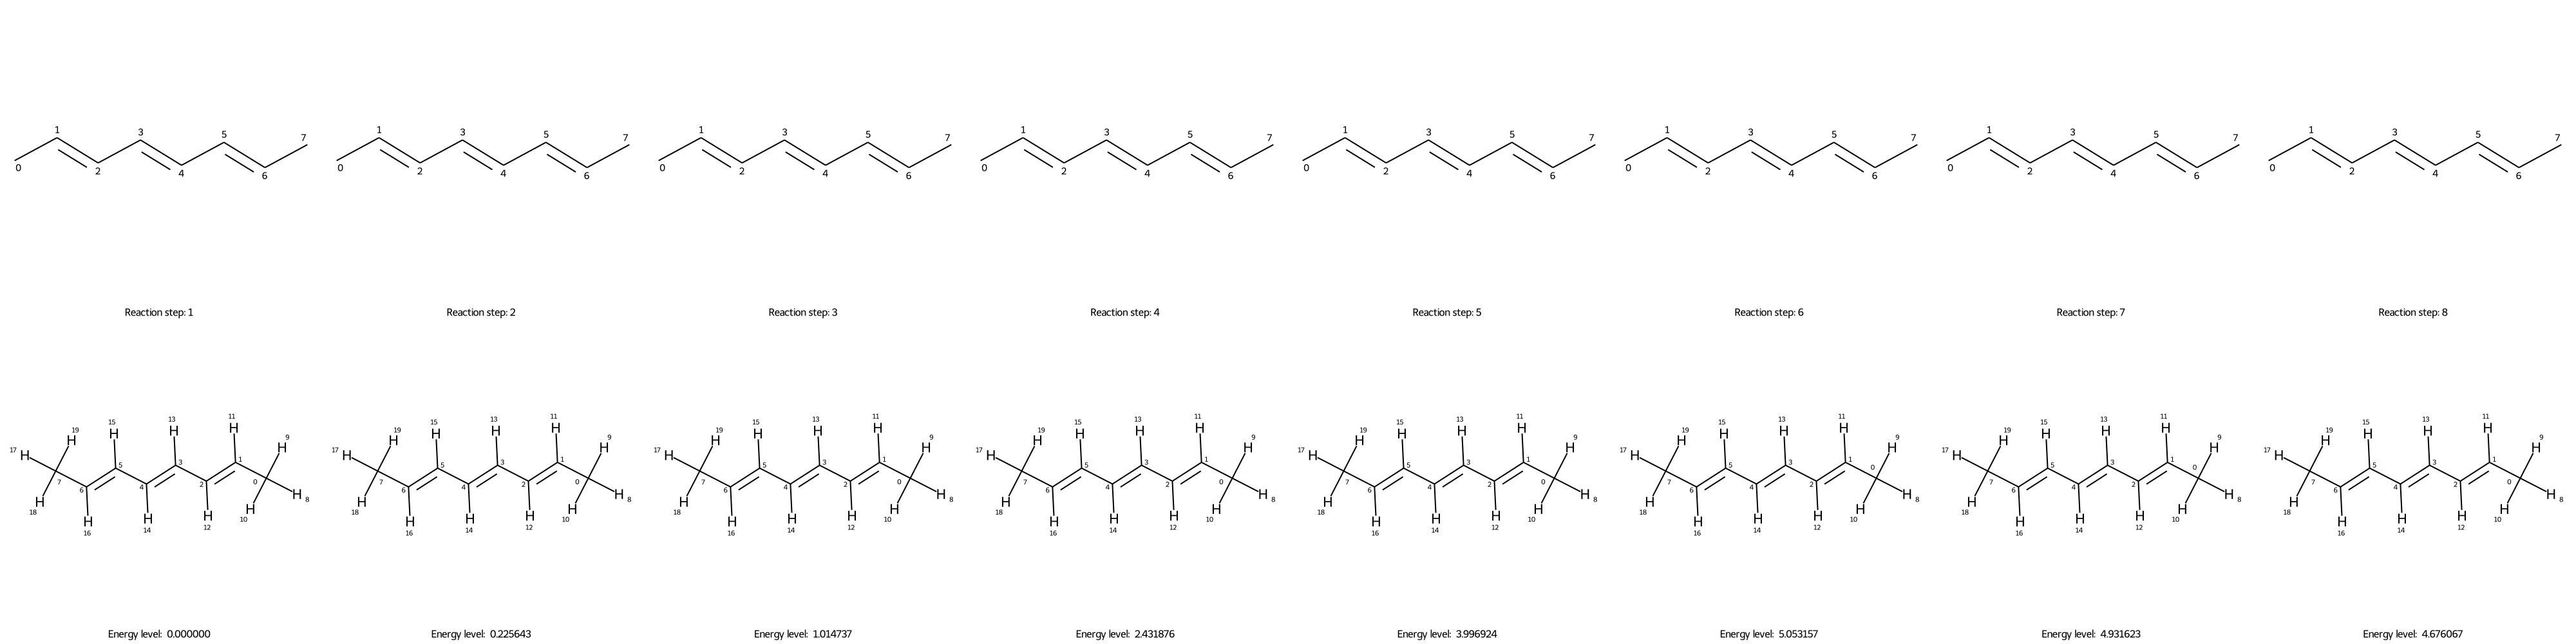 1 3 5 7 1 3 5 7 1 3 5 7 1 3 5 7 1 3 5 7 1 3 5 7 1 3 5 7 1 3 5 7
0 2 4 6 0 2 4 6 0 2 4 6 0 2 4 6 0 2 4 6 0 2 4 6 0 2 4 6 0 2 4 6
Reaction step: 1 Reaction step: 2 Reaction step: 3 Reaction step: 4 Reaction step: 5 Reaction step: 6 Reaction step: 7 Reaction step: 8
19 15 13 11 9 19 15 13 11 9 19 15 13 11 9 19 15 13 11 9 19 15 13 11 9 19 15 13 11 9 19 15 13 11 9 19 15 13 11 9
17 H H H H H H 17 H H H H H H 17 H H H H H H 17 H H H H H H 17 H H H H H H 17 H H H H H H 17 H H H H H H 17 H H H H H H
7 6 5 4 3 2 1 0 7 6 5 4 3 2 1 0 7 6 5 4 3 2 1 0 7 6 5 4 3 2 1 0 7 6 5 4 3 2 1 0 7 6 5 4 3 2 1 0 7 6 5 4 3 2 1 0 7 6 5 4 3 2 1 0
H H H H H H 8 H H H H H H 8 H H H H H H 8 H H H H H H 8 H H H H H H 8 H H H H H H 8 H H H H H H 8 H H H H H H 8
18 16 14 12 10 18 16 14 12 10 18 16 14 12 10 18 16 14 12 10 18 16 14 12 10 18 16 14 12 10 18 16 14 12 10 18 16 14 12 10
Energy level: 0.000000 Energy level: 0.225643 Energy level: 1.014737 Energy level: 2.431876 Energy level: 3.996924 Energy level: 5.053157 Energy level: 4.931623 Energy level: 4.676067